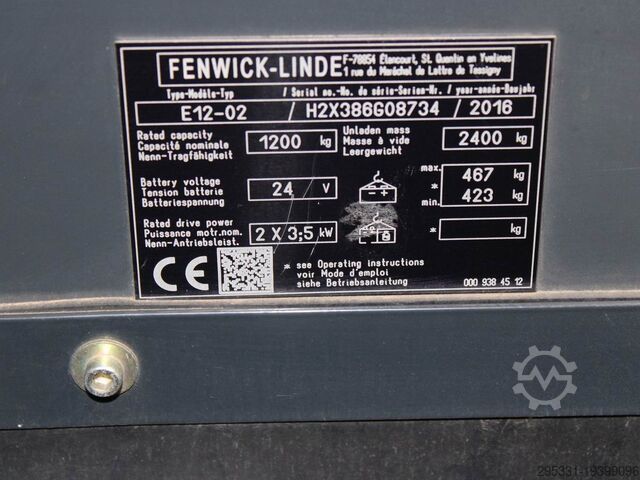 FENWICK-LINDE F-78854 Élancourt, St. Quentin en Yvelines
1 rue du Maréchal de Lattre de Tassigny
Type-Modèle-Typ / Serial no.-No. de série-Serien-Nr. / year-année-Baujahr
E12-02 / H2X386G08734 / 2016
Rated capacity
Capacité nominale
Nenn-Tragfähigkeit
1200 kg
Unladen mass
Masse à vide
Leergewicht
2400 kg
Battery voltage
Tension batterie
Batteriespannung
24 V
max. 467 kg
*
min. 423 kg
Rated drive power
Puissance motr.nom.
Nenn-Antriebsleist.
2 X 3,5 kW
* kg
CE
* see Operating instructions
voir Mode d'emploi
siehe Betriebsanleitung
000 938 45 12
295331-19399096